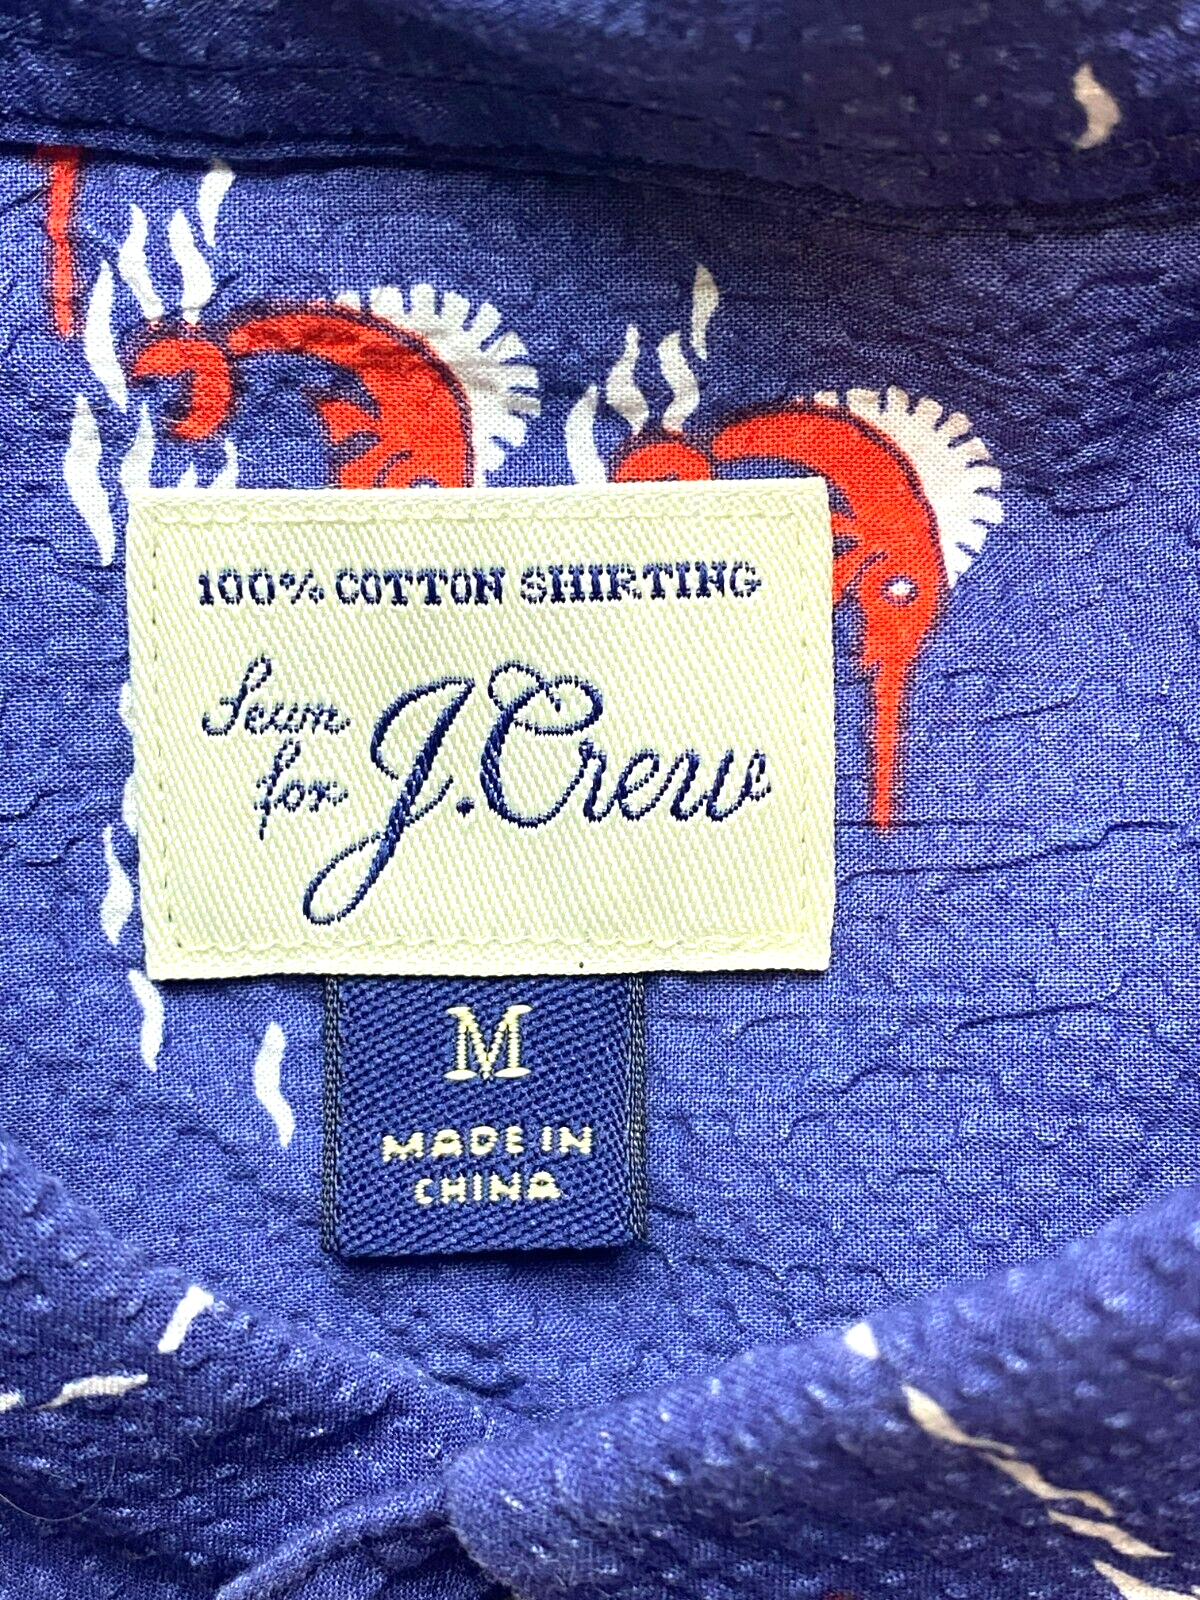 100% COTTON SHIRTING
Sewn
for J.Crew
M
MADE IN
CHINA